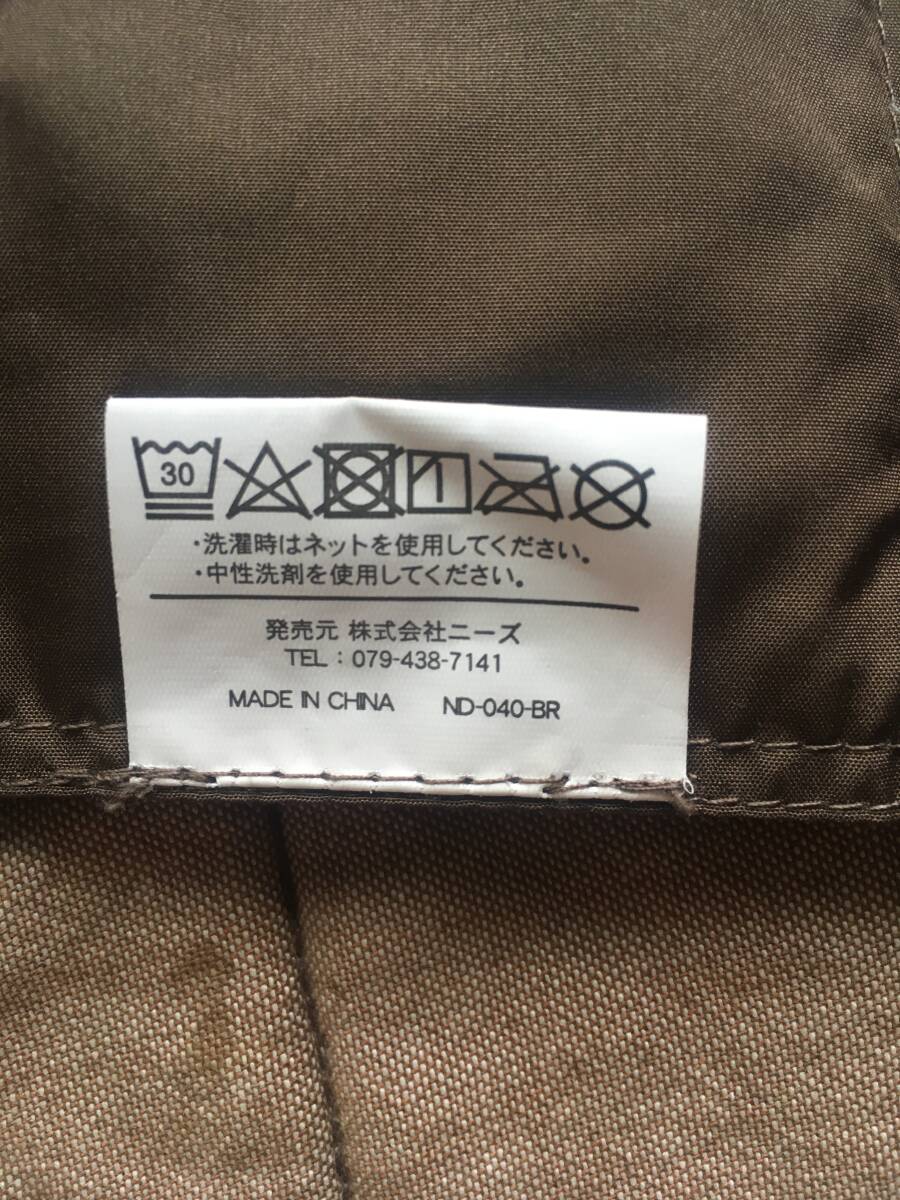 30
・洗濯時はネットを使用してください。
・中性洗剤を使用してください。
発売元 株式会社ニーズ
TEL：079-438-7141
MADE IN CHINA ND-040-BR